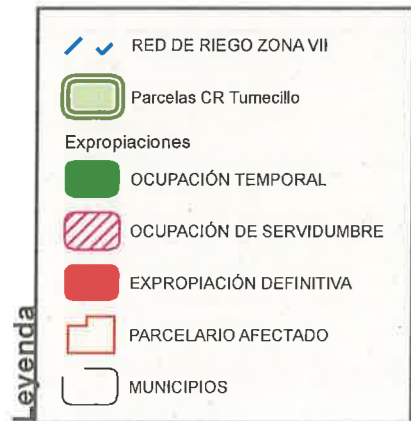 RED DE RIEGO ZONA VII
Parcelas CR Tumecillo
Expropiaciones
OCUPACIÓN TEMPORAL
OCUPACIÓN DE SERVIDUMBRE
EXPROPIACIÓN DEFINITIVA
PARCELARIO AFECTADO
MUNICIPIOS
Leyenda